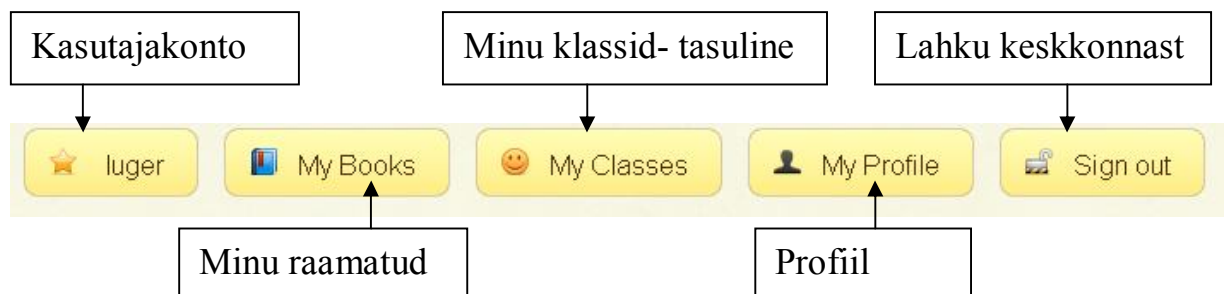 Kasutajakonto
Minu klassid- tasuline
Lahku keskkonnast
luger
My Books
My Classes
My Profile
Sign out
Minu raamatud
Profiil